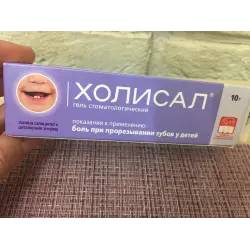 ХОЛИСАЛ®
гель стоматологический
10г
показания к применению
боль при прорезывании зубов у детей